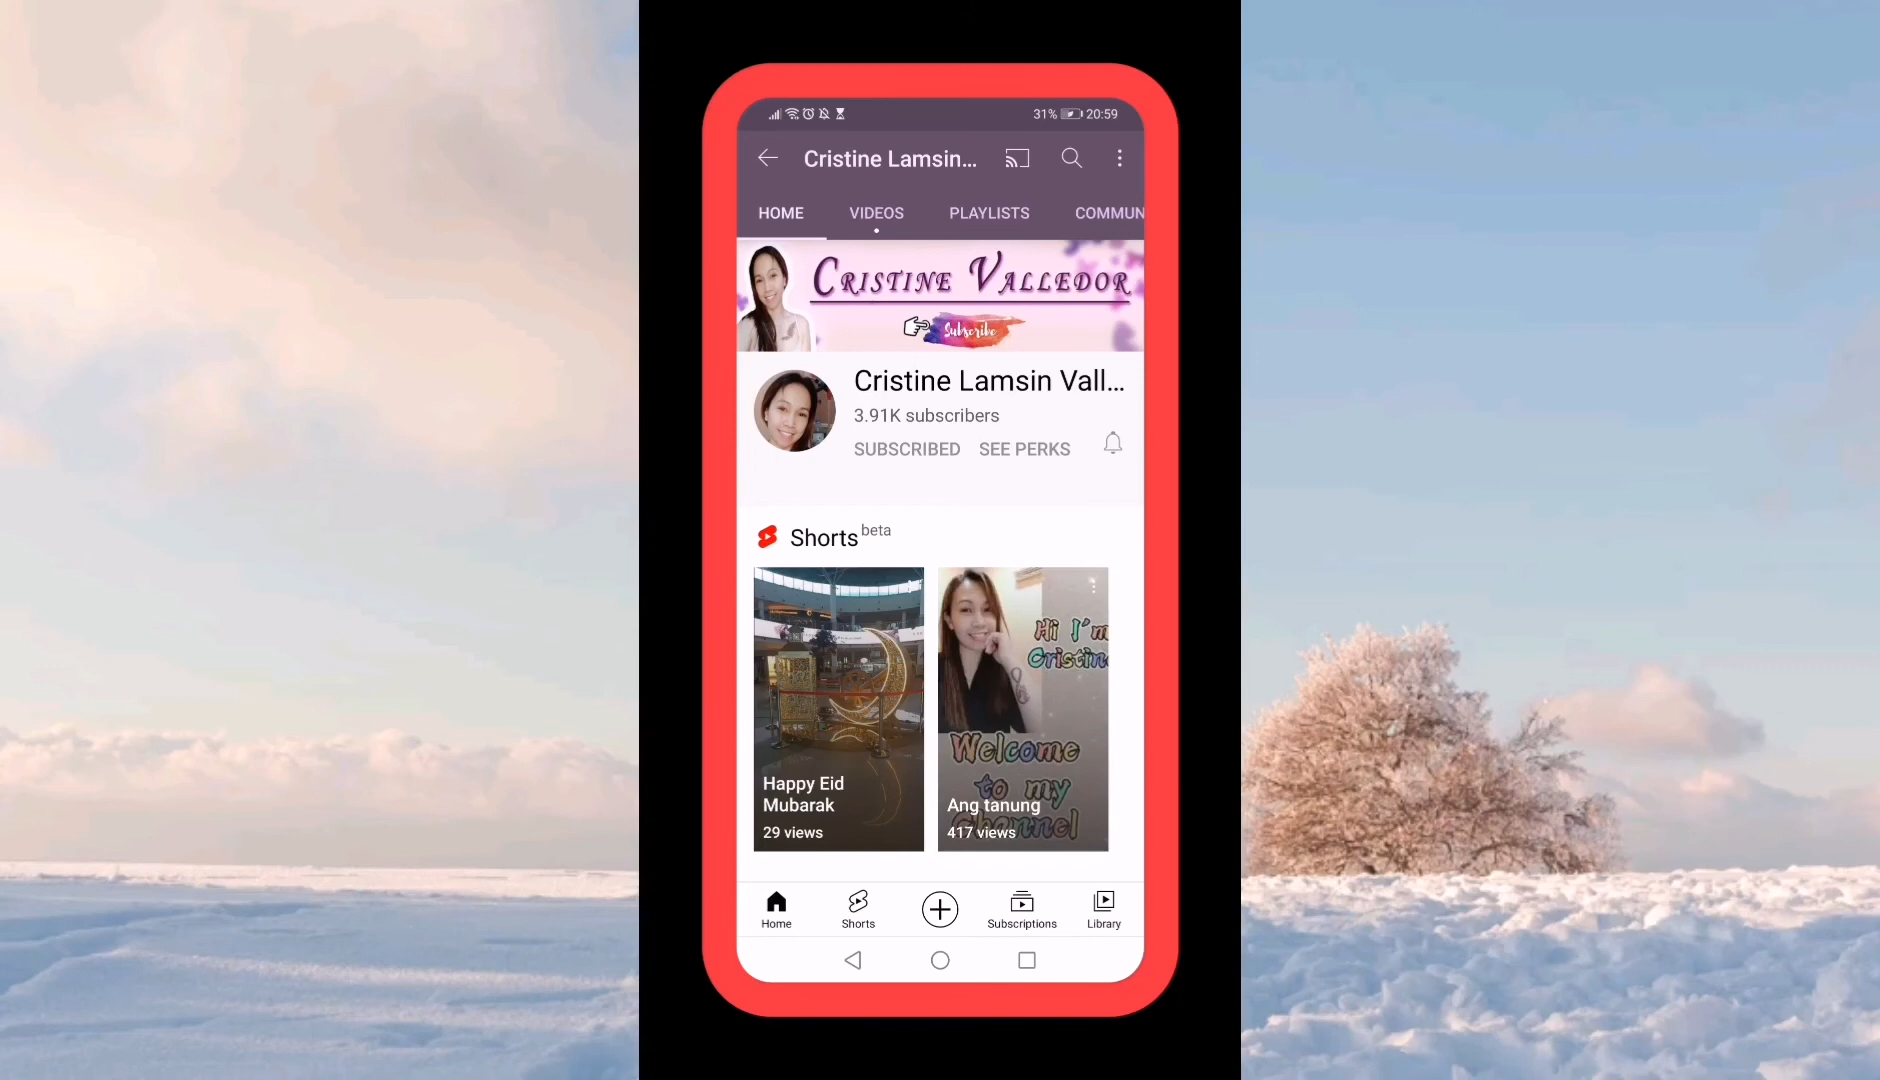 31% 20:59
Cristine Lamsin...
HOME VIDEOS PLAYLISTS COMMUN
CRISTINE VALLEDOR
Subscribe
Cristine Lamsin Vall...
3.91K subscribers
SUBSCRIBED SEE PERKS
Shorts beta
Hi I'm
Cristin
Welcome
to my
Channel
Happy Eid
Mubarak
29 views
Ang tanung
417 views
Home Shorts Subscriptions Library